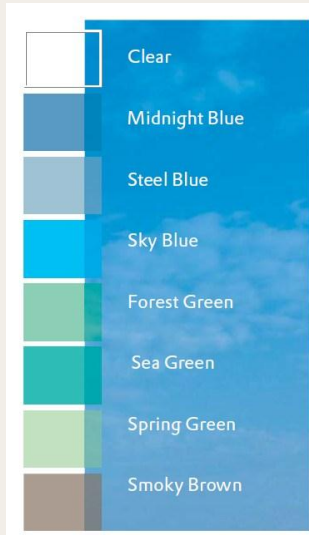 Clear
Midnight Blue
Steel Blue
Sky Blue
Forest Green
Sea Green
Spring Green
Smoky Brown